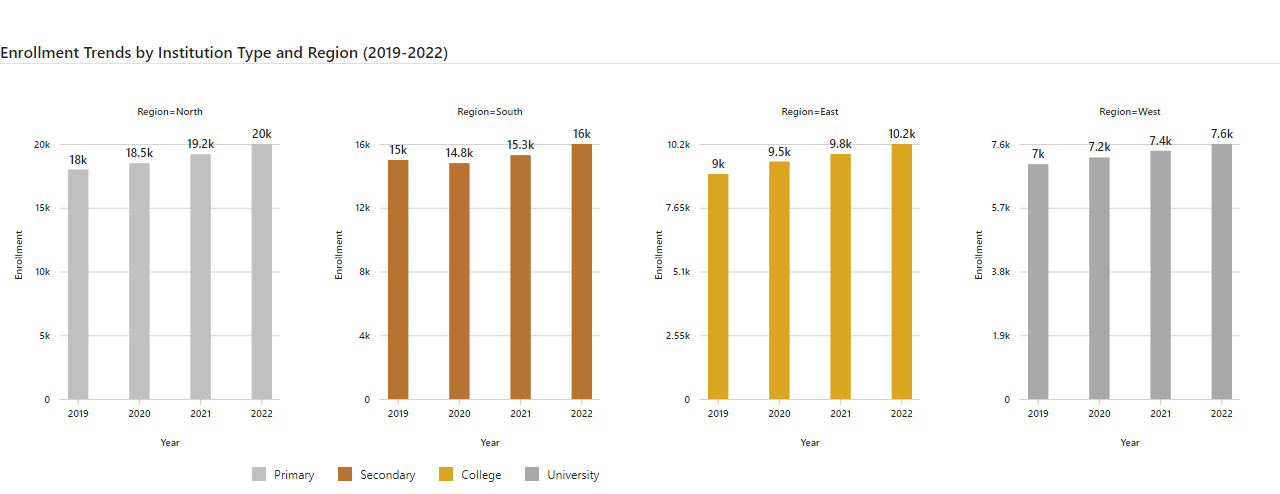 Enrollment Trends by Institution Type and Region (2019-2022)
Region=North
20k
15k
10k
5k
0
Enrollment
18k
18.5k
19.2k
20k
2019 2020 2021 2022
Year
Region=South
16k
12k
8k
4k
0
Enrollment
15k
14.8k
15.3k
16k
2019 2020 2021 2022
Year
Region=East
10.2k
7.65k
5.1k
2.55k
0
Enrollment
9k
9.5k
9.8k
10.2k
2019 2020 2021 2022
Year
Region=West
7.6k
5.7k
3.8k
1.9k
0
Enrollment
7k
7.2k
7.4k
7.6k
2019 2020 2021 2022
Year
Primary Secondary College University